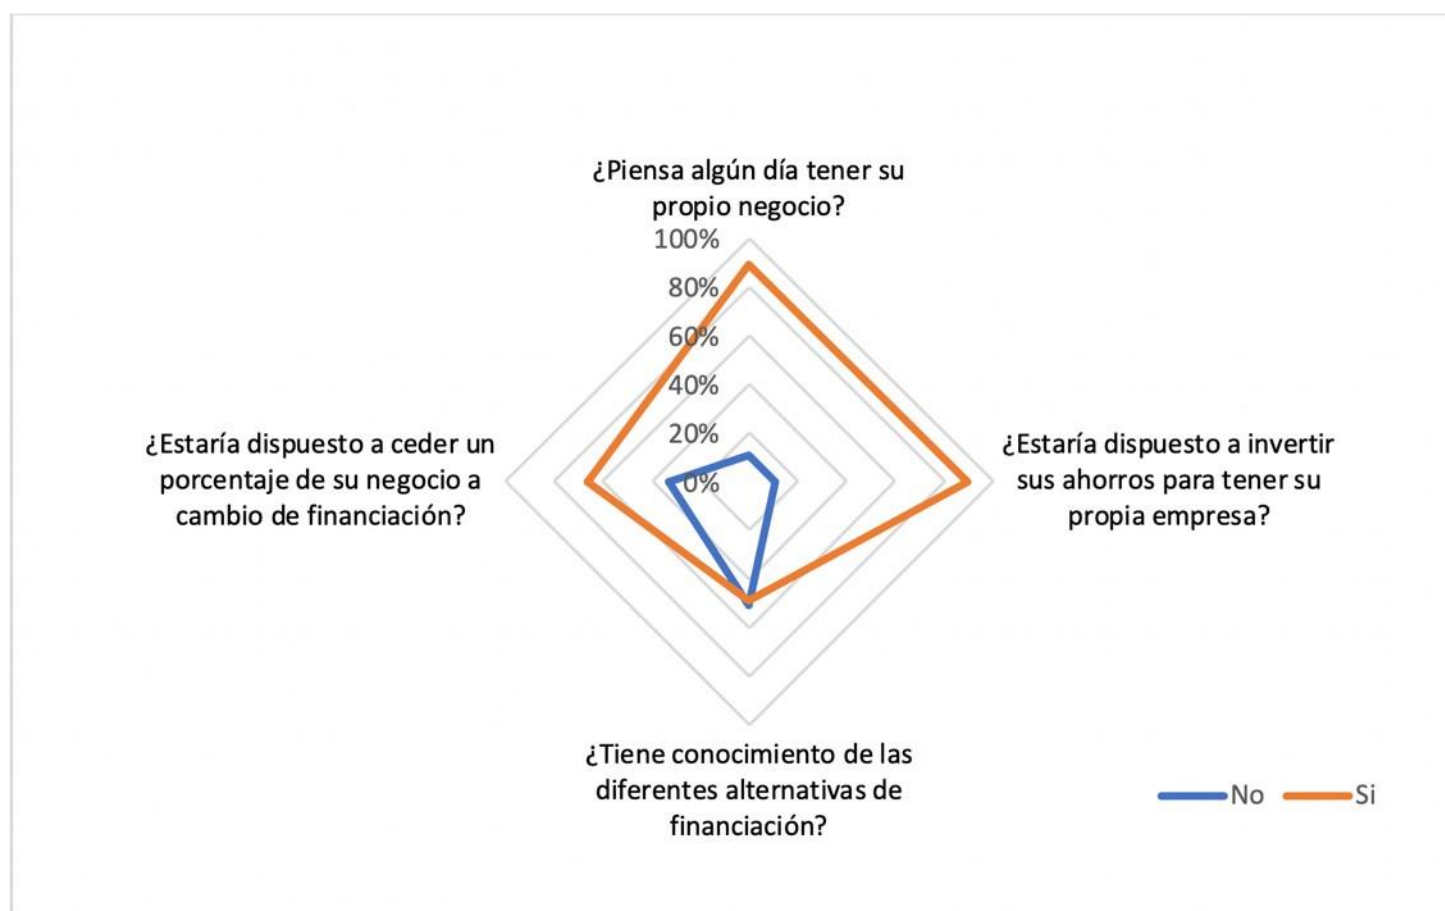 ¿Piensa algún día tener su
propio negocio?
100%
80%
60%
40%
20%
0%
¿Estaría dispuesto a ceder un
porcentaje de su negocio a
cambio de financiación?
¿Estaría dispuesto a invertir
sus ahorros para tener su
propia empresa?
¿Tiene conocimiento de las
diferentes alternativas de
financiación?
No
Si